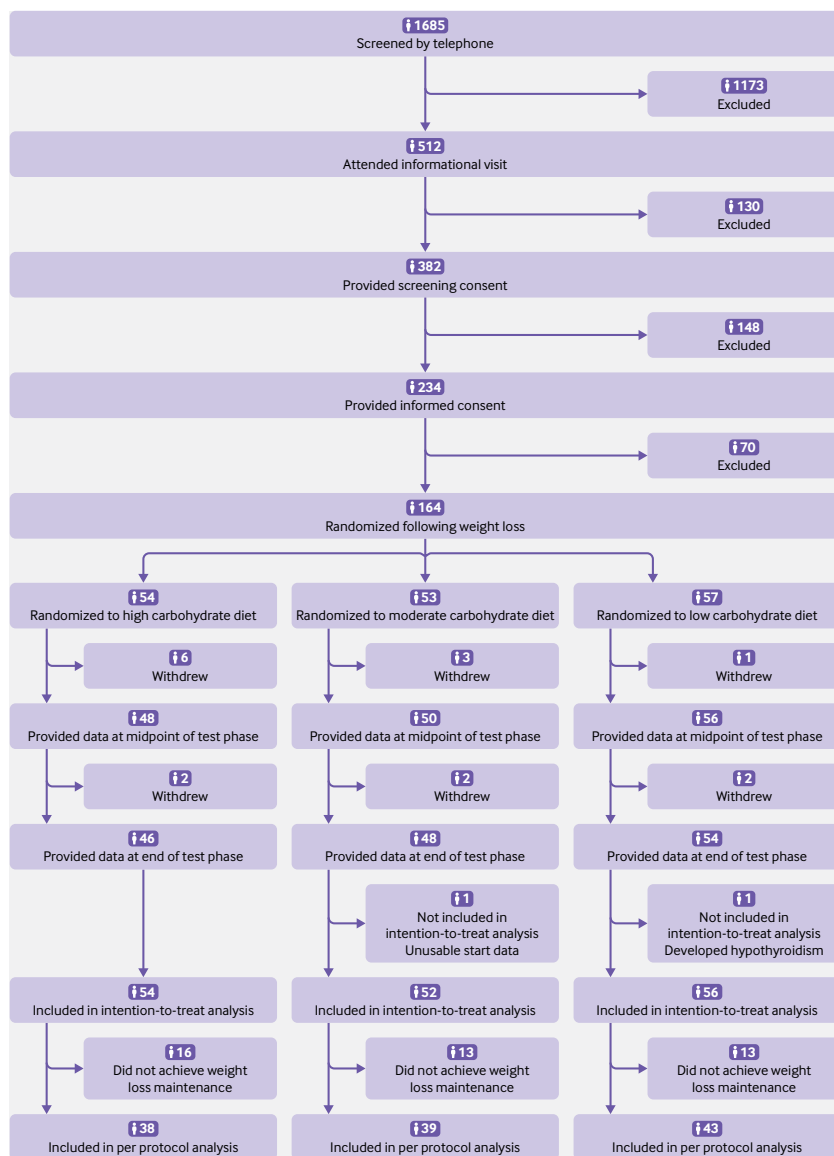 1685
Screened by telephone
1173
Excluded
512
Attended informational visit
130
Excluded
382
Provided screening consent
148
Excluded
234
Provided informed consent
70
Excluded
164
Randomized following weight loss
54
Randomized to high carbohydrate diet
53
Randomized to moderate carbohydrate diet
57
Randomized to low carbohydrate diet
6
Withdrew
3
Withdrew
1
Withdrew
48
Provided data at midpoint of test phase
50
Provided data at midpoint of test phase
56
Provided data at midpoint of test phase
2
Withdrew
2
Withdrew
2
Withdrew
46
Provided data at end of test phase
48
Provided data at end of test phase
54
Provided data at end of test phase
1
Not included in
intention-to-treat analysis
Unusable start data
1
Not included in
intention-to-treat analysis
Developed hypothyroidism
54
Included in intention-to-treat analysis
52
Included in intention-to-treat analysis
56
Included in intention-to-treat analysis
16
Did not achieve weight
loss maintenance
13
Did not achieve weight
loss maintenance
13
Did not achieve weight
loss maintenance
38
Included in per protocol analysis
39
Included in per protocol analysis
43
Included in per protocol analysis